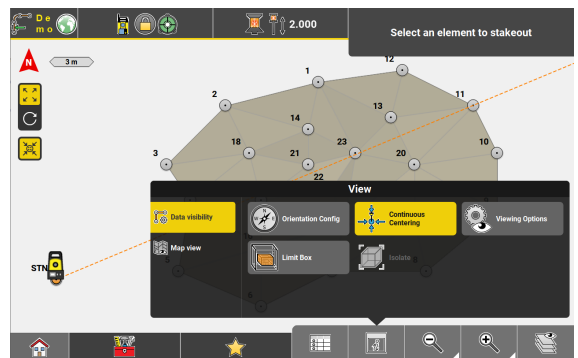 De
mo
2.000
Select an element to stakeout
N
3 m
12
1
2
11
13
14
18
23
10
3
21
20
22
View
Data visibility
Orientation Config
Continuous
Centering
Viewing Options
Map view
Limit Box
Isolate
STN